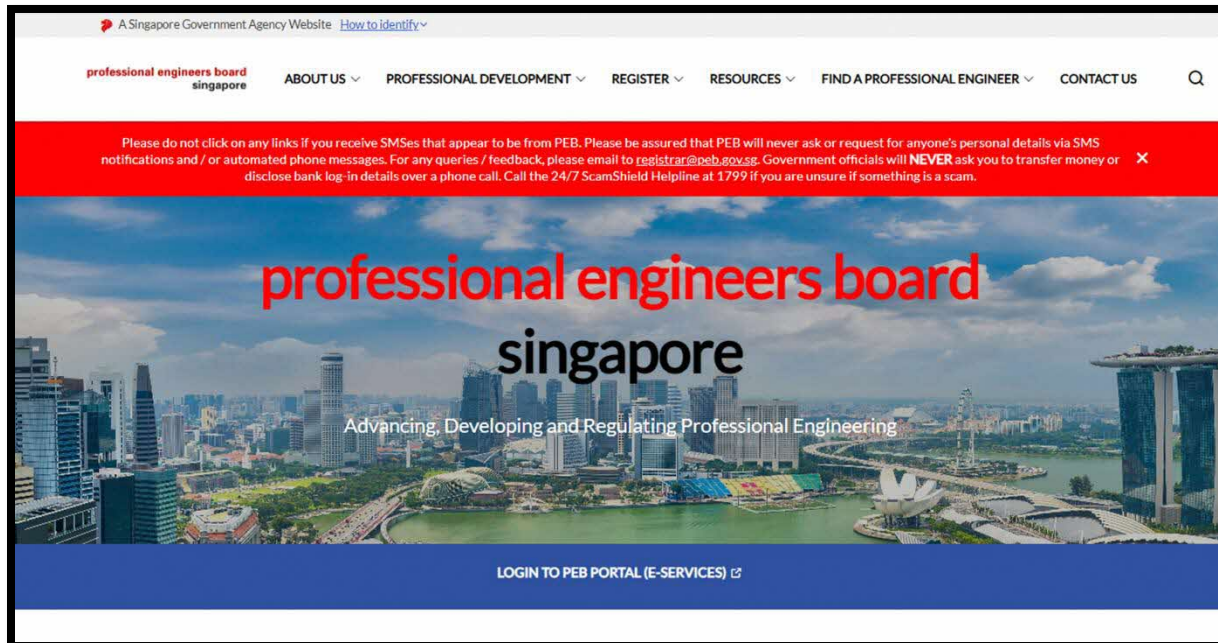 A Singapore Government Agency Website How to identify
professional engineers board
singapore
ABOUT US
PROFESSIONAL DEVELOPMENT
REGISTER
RESOURCES
FIND A PROFESSIONAL ENGINEER
CONTACT US
Please do not click on any links if you receive SMSes that appear to be from PEB. Please be assured that PEB will never ask or request for anyone's personal details via SMS
notifications and / or automated phone messages. For any queries / feedback, please email to registrar@peb.gov.sg. Government officials will NEVER ask you to transfer money or
disclose bank log-in details over a phone call. Call the 24/7 ScamShield Helpline at 1799 if you are unsure if something is a scam.
professional engineers board
singapore
Advancing, Developing and Regulating Professional Engineering
LOGIN TO PEB PORTAL (E-SERVICES)